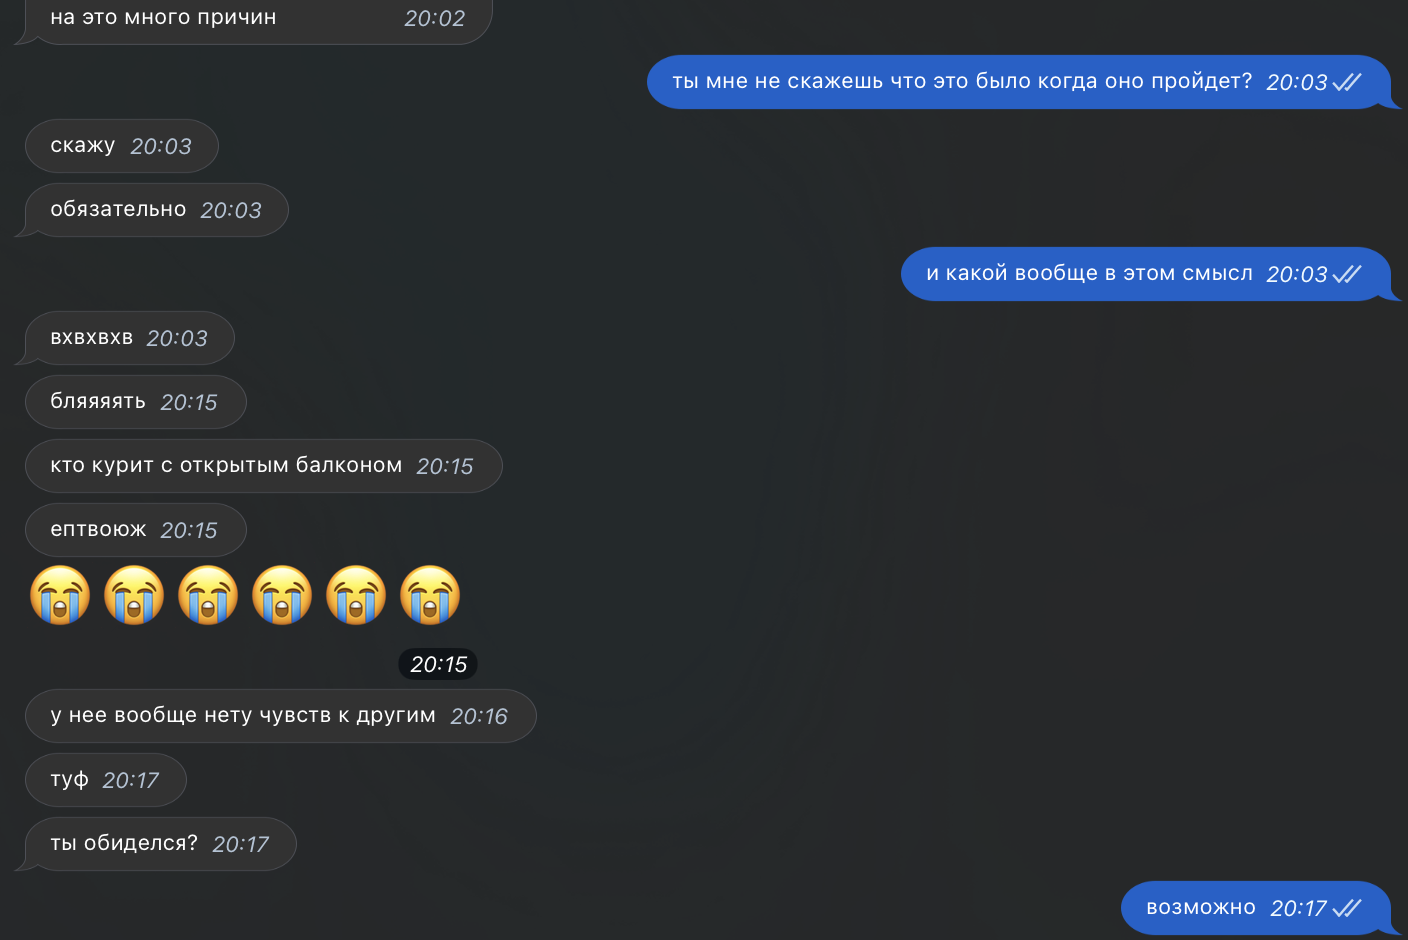 на это много причин 20:02
ты мне не скажешь что это было когда оно пройдет? 20:03
скажу 20:03
обязательно 20:03
и какой вообще в этом смысл 20:03
вхвхвхв 20:03
бляяяять 20:15
кто курит с открытым балконом 20:15
ептвоюж 20:15
😭😭😭😭😭😭
20:15
у нее вообще нету чувств к другим 20:16
туф 20:17
ты обиделся? 20:17
возможно 20:17